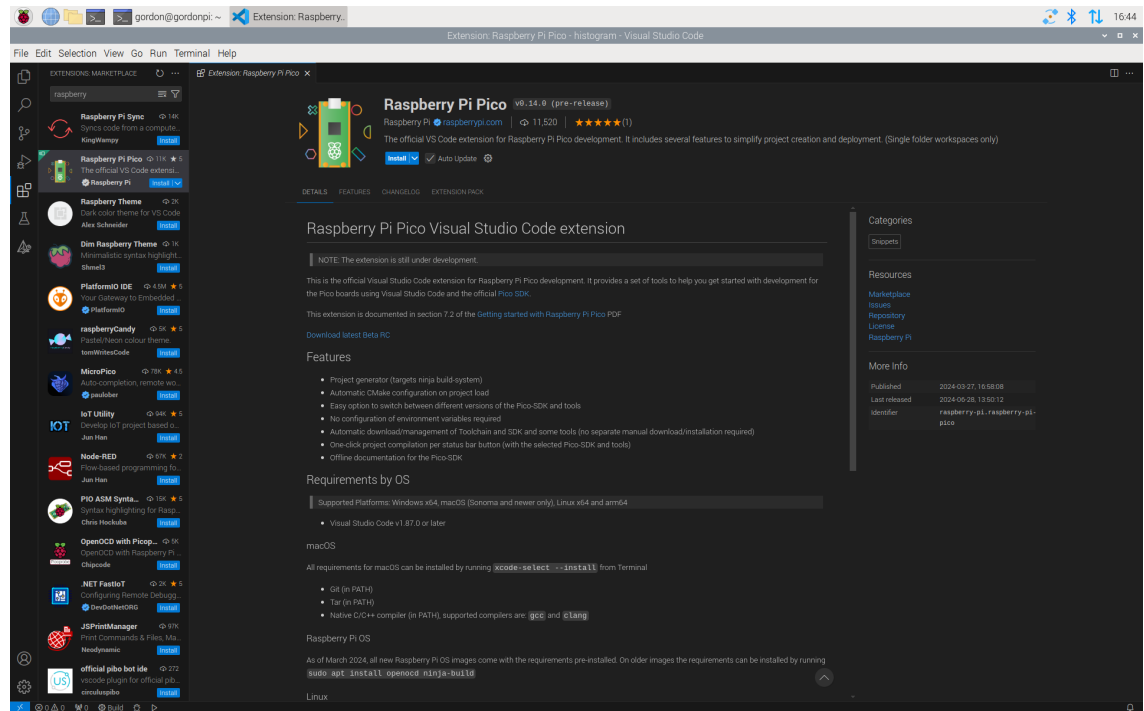 gordon@gordonpi: ~
Extension: Raspberry..
16:44
Extension: Raspberry Pi Pico - histogram - Visual Studio Code
File Edit Selection View Go Run Terminal Help
EXTENSIONS: MARKETPLACE
raspberry
Raspberry Pi Sync 14K
Syncs code from a compute...
KingWampy Install
Raspberry Pi Pico 11K ★ 5
The official VS Code extensi...
Raspberry Pi Install
Raspberry Theme 2K
Dark color theme for VS Code
Alex Schneider Install
Dim Raspberry Theme 1K
Minimalistic syntax highlight...
Shmel3 Install
PlatformIO IDE 4.5M ★ 5
Your Gateway to Embedded ...
PlatformIO Install
raspberryCandy 5K ★ 5
Pastel/Neon colour theme.
tomWritesCode Install
MicroPico 78K ★ 4.5
Auto-completion, remote wo...
paulober Install
IOT
IoT Utility 94K ★ 5
Develop IoT project based o...
Jun Han Install
Node-RED 67K ★ 2
Flow-based programming fo...
Jun Han Install
PIO ASM Synta... 15K ★ 5
Syntax highlighting for Rasp...
Chris Hockuba Install
OpenOCD with Picop... 5K
OpenOCD with Raspberry Pi ...
Chipcode Install
.NET FastIoT 2K ★ 5
Configuring Remote Debugg...
DevDotNetORG Install
JSPrintManager 97K
Print Commands & Files, Ma...
Neodynamic Install
official pibo bot ide 272
vscode plugin for official pib...
circuluspibo Install
Extension: Raspberry Pi Pico
Raspberry Pi Pico v0.14.0 (pre-release)
Raspberry Pi raspberrypi.com 11,520 ★★★★★(1)
The official VS Code extension for Raspberry Pi Pico development. It includes several features to simplify project creation and deployment. (Single folder workspaces only)
Install Auto Update
DETAILS FEATURES CHANGELOG EXTENSION PACK
Raspberry Pi Pico Visual Studio Code extension
NOTE: The extension is still under development.
This is the official Visual Studio Code extension for Raspberry Pi Pico development. It provides a set of tools to help you get started with development for
the Pico boards using Visual Studio Code and the official Pico SDK.
This extension is documented in section 7.2 of the Getting started with Raspberry Pi Pico PDF
Download latest Beta RC
Features
• Project generator (targets ninja build-system)
• Automatic CMake configuration on project load
• Easy option to switch between different versions of the Pico-SDK and tools
• No configuration of environment variables required
• Automatic download/management of Toolchain and SDK and some tools (no separate manual download/installation required)
• One-click project compilation per status bar button (with the selected Pico-SDK and tools)
• Offline documentation for the Pico-SDK
Requirements by OS
Supported Platforms: Windows x64, macOS (Sonoma and newer only), Linux x64 and arm64
• Visual Studio Code v1.87.0 or later
macOS
All requirements for macOS can be installed by running xcode-select --install from Terminal
• Git (in PATH)
• Tar (in PATH)
• Native C/C++ compiler (in PATH), supported compilers are: gcc and clang
Raspberry Pi OS
As of March 2024, all new Raspberry Pi OS images come with the requirements pre-installed. On older images the requirements can be installed by running
sudo apt install openocd ninja-build
Linux
Categories
Snippets
Resources
Marketplace
Issues
Repository
License
Raspberry Pi
More Info
Published 2024-03-27, 16:58:08
Last released 2024-06-28, 13:50:12
Identifier raspberry-pi.raspberry-pi-
pico
0 0 0 Build